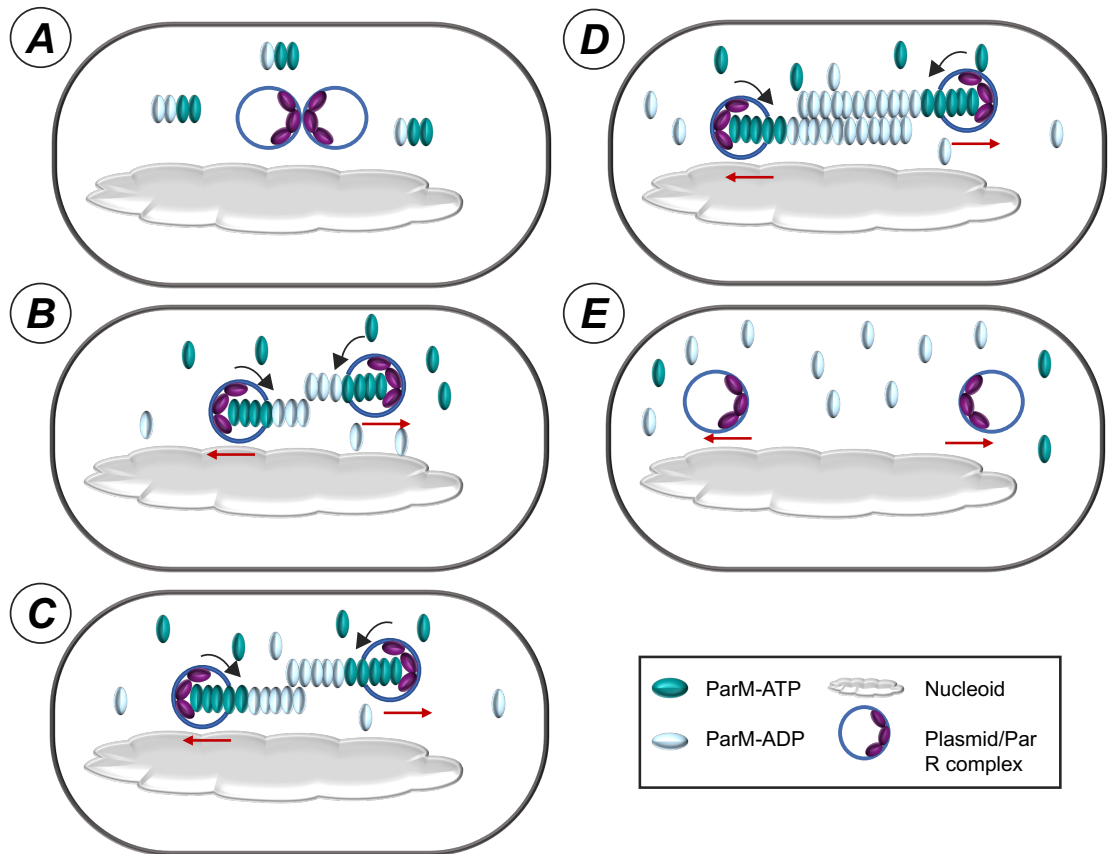 A
B
C
D
E
ParM-ATP
Nucleoid
ParM-ADP
Plasmid/Par
R complex